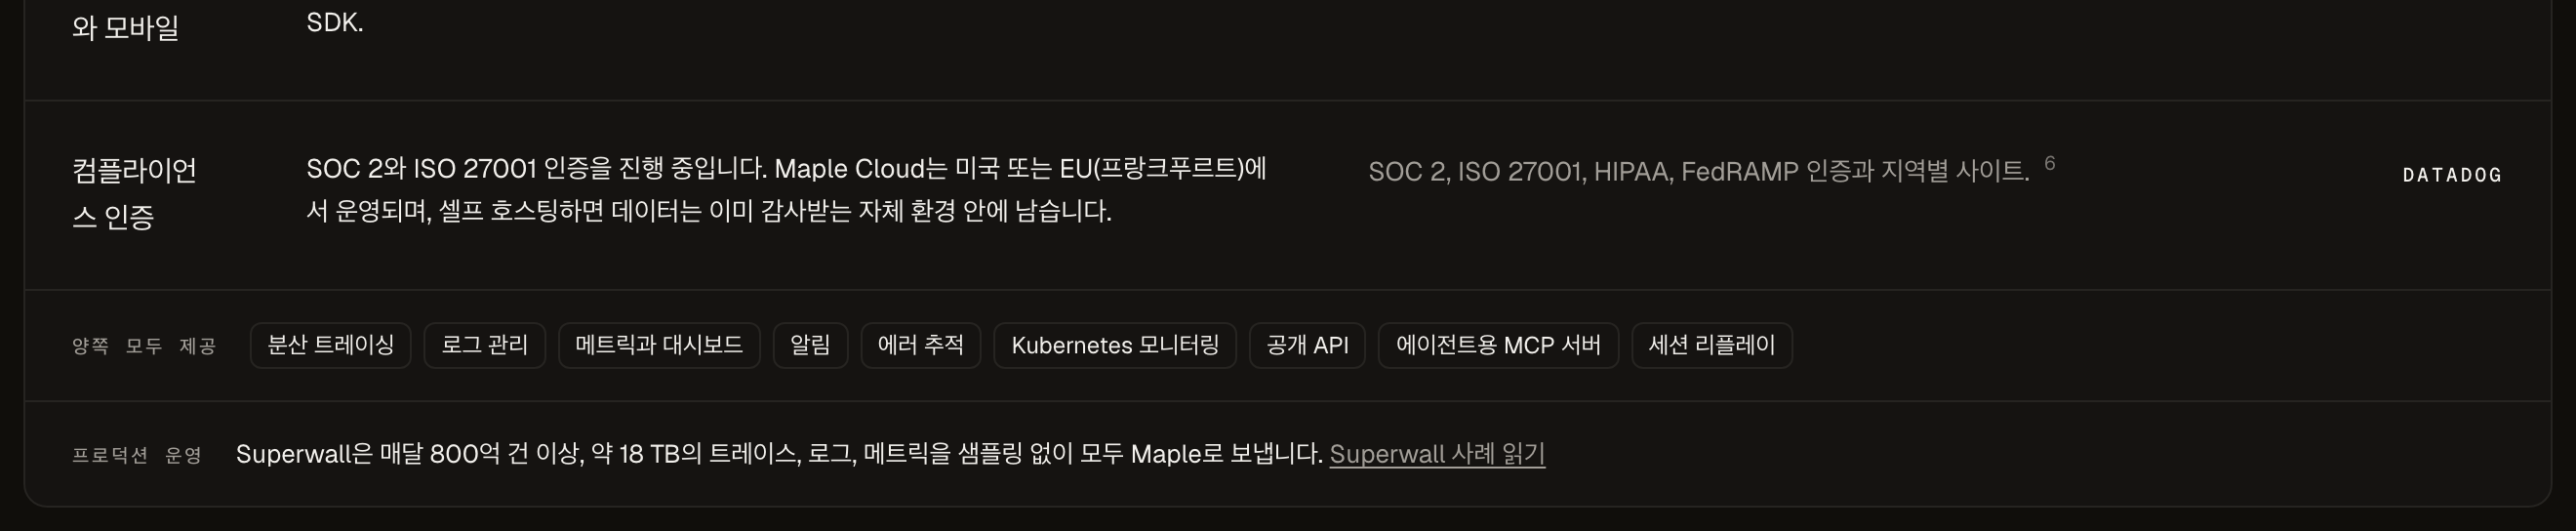 와 모바일
SDK.
컴플라이언
스 인증
SOC 2와 ISO 27001 인증을 진행 중입니다. Maple Cloud는 미국 또는 EU(프랑크푸르트)에
서 운영되며, 셀프 호스팅하면 데이터는 이미 감사받는 자체 환경 안에 남습니다.
SOC 2, ISO 27001, HIPAA, FedRAMP 인증과 지역별 사이트. 6
DATADOG
양쪽 모두 제공 분산 트레이싱 로그 관리 메트릭과 대시보드 알림 에러 추적 Kubernetes 모니터링 공개 API 에이전트용 MCP 서버 세션 리플레이
프로덕션 운영 Superwall은 매달 800억 건 이상, 약 18 TB의 트레이스, 로그, 메트릭을 샘플링 없이 모두 Maple로 보냅니다. Superwall 사례 읽기